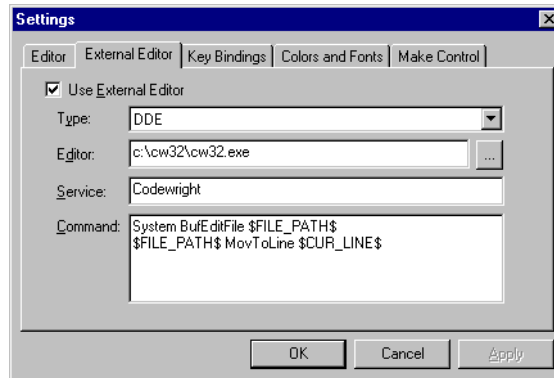 Settings
Editor External Editor Key Bindings Colors and Fonts Make Control
Use External Editor
Type: DDE
Editor: c:\cw32\cw32.exe ...
Service: Codewright
Command: System BufEditFile $FILE_PATH$
$FILE_PATH$ MovToLine $CUR_LINE$
OK Cancel Apply